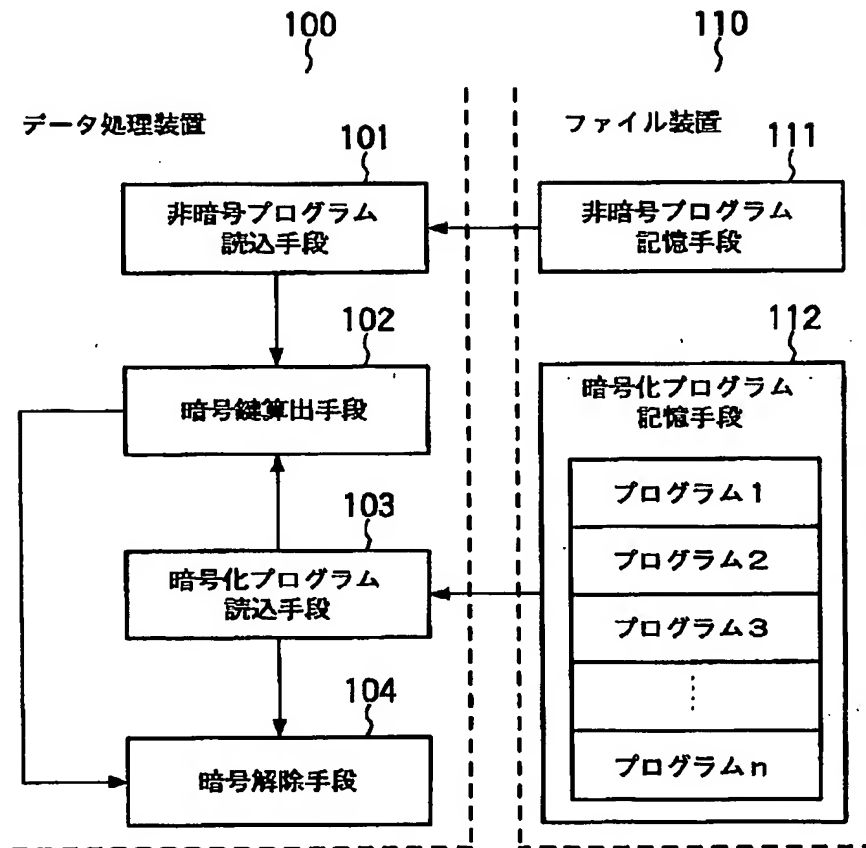 100
110
データ処理装置
ファイル装置
101
111
非暗号プログラム
読込手段
非暗号プログラム
記憶手段
102
112
暗号鍵算出手段
暗号化プログラム
記憶手段
プログラム1
プログラム2
プログラム3
プログラムn
103
暗号化プログラム
読込手段
104
暗号解除手段